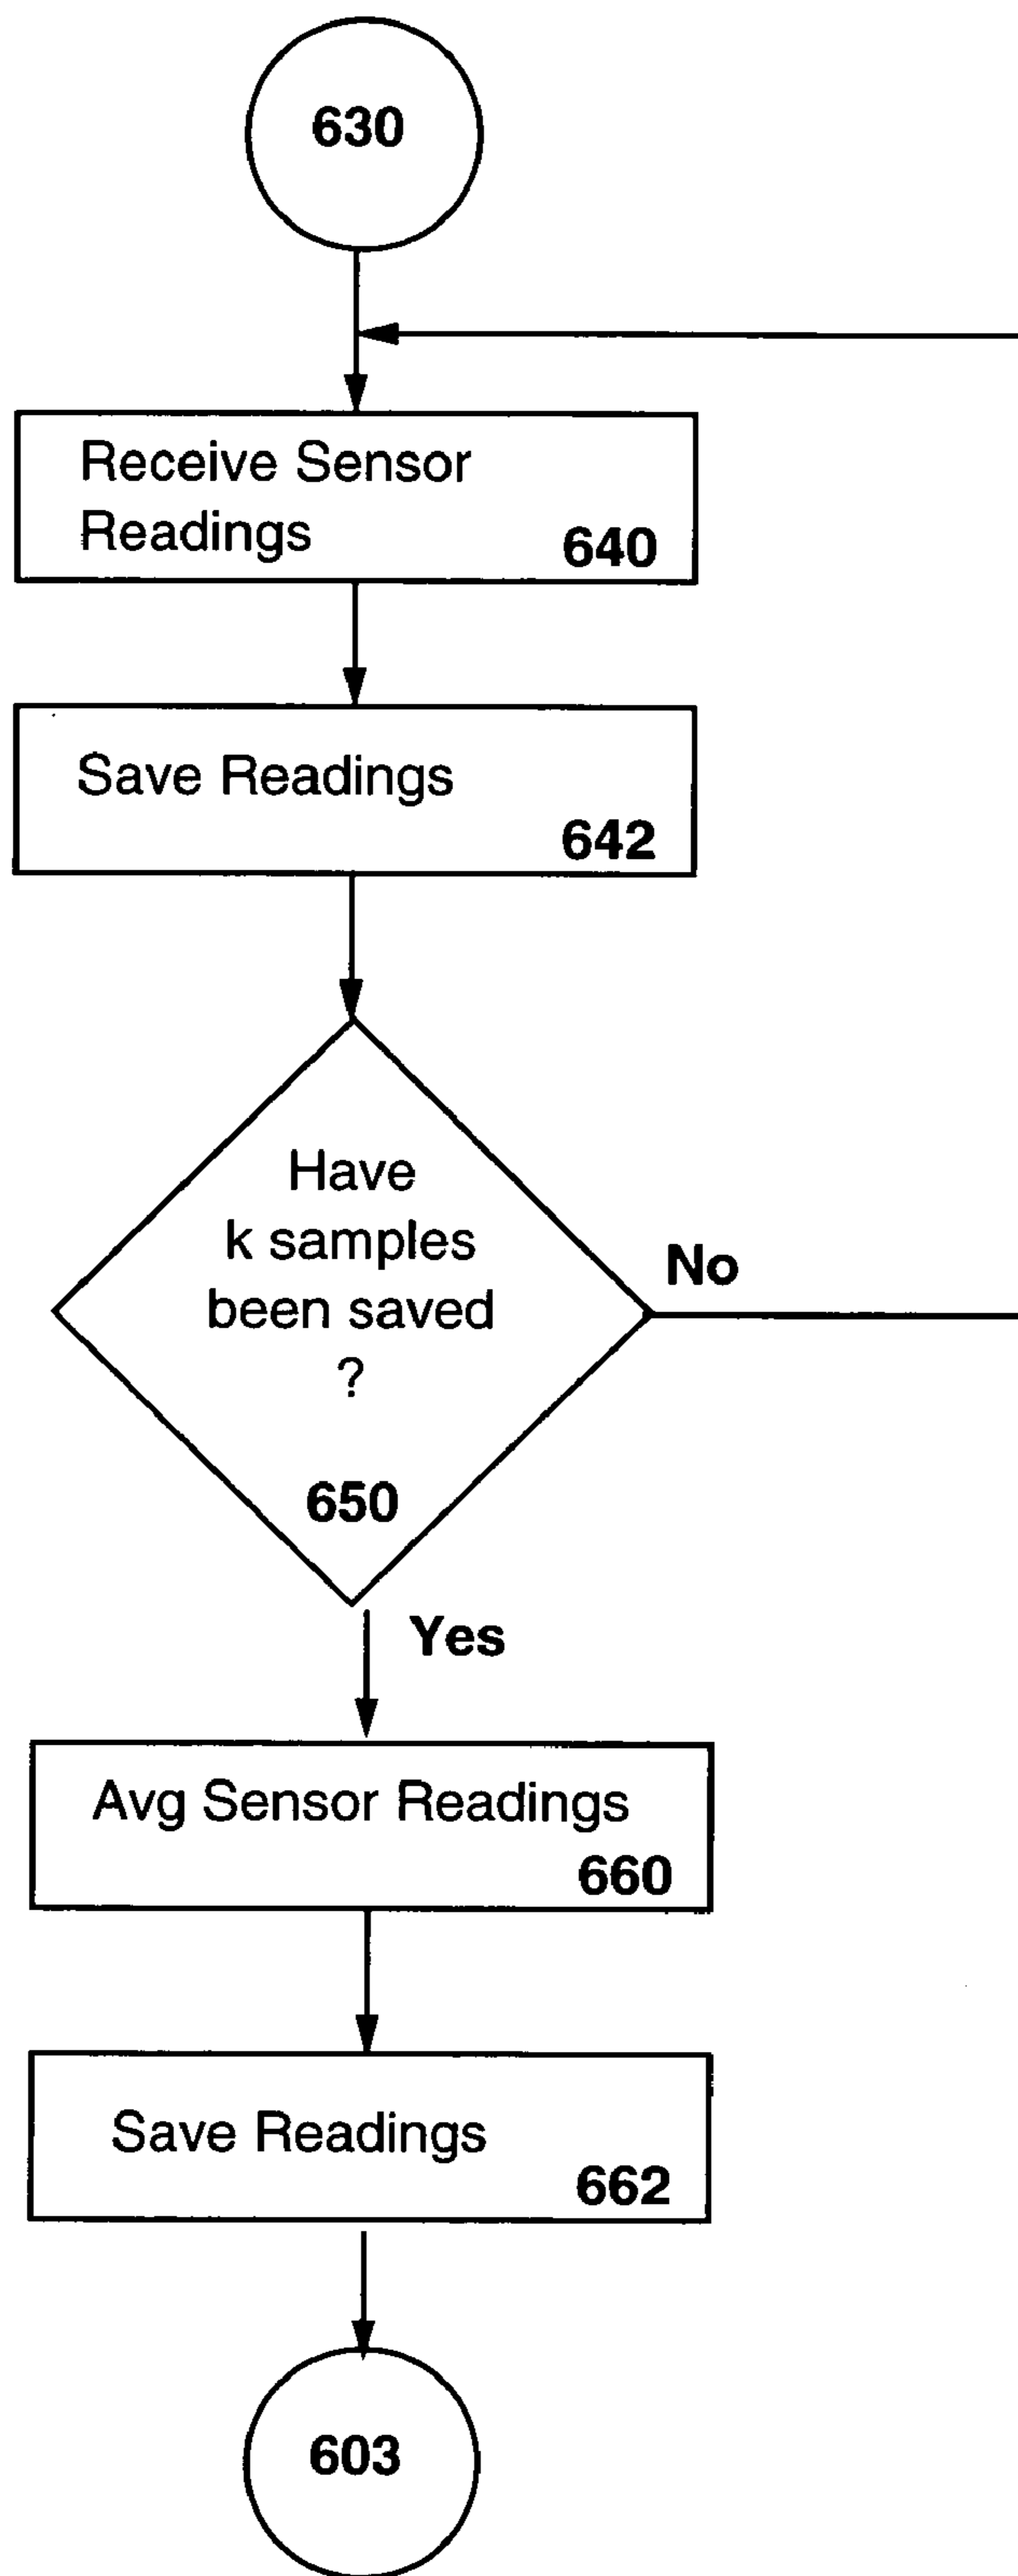 630
Receive Sensor
Readings
640
Save Readings
642
Have
k samples
been saved
?
650
No
Yes
Avg Sensor Readings
660
Save Readings
662
603